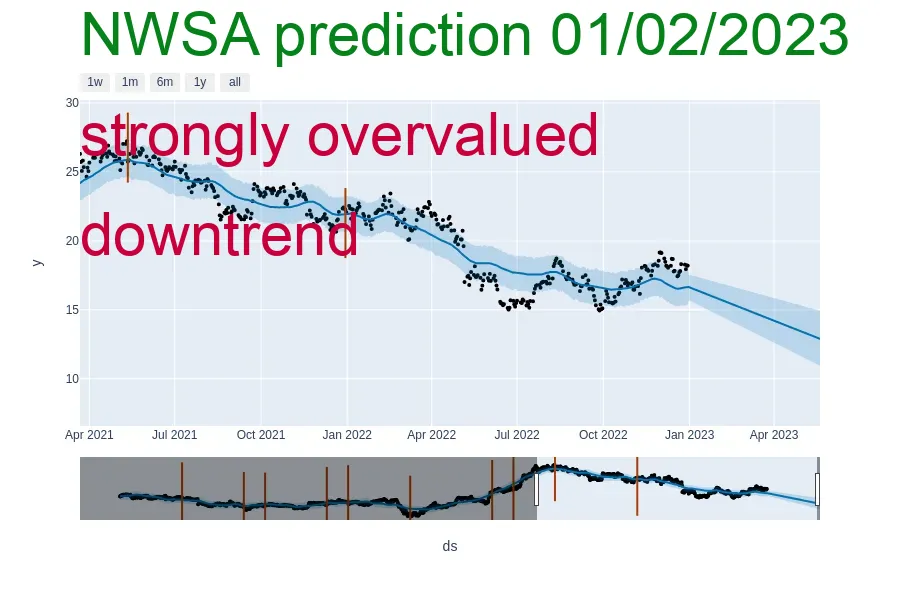 NWSA prediction 01/02/2023
1w 1m 6m 1y all
30
strongly overvalued
25
downtrend
20
y
15
10
Apr 2021 Jul 2021 Oct 2021 Jan 2022 Apr 2022 Jul 2022 Oct 2022 Jan 2023 Apr 2023
ds